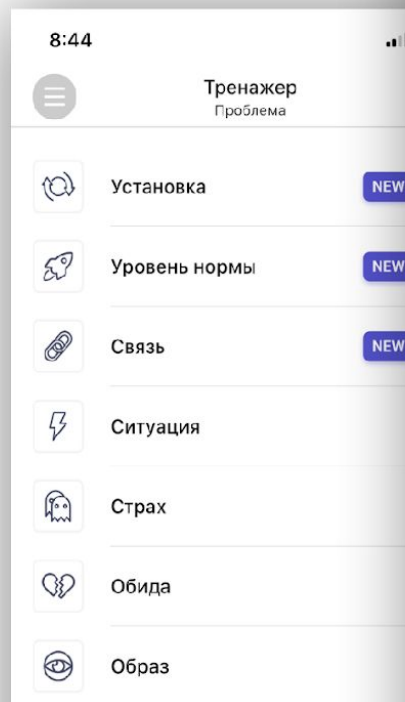 8:44
Тренажер
Проблема
Установка
NEW
Уровень нормы
NEW
Связь
NEW
Ситуация
Страх
Обида
Образ